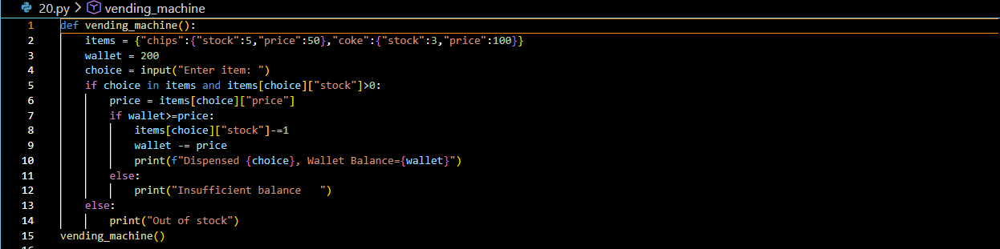 20.py > vending_machine
1 def vending_machine():
2     items = {"chips":{"stock":5,"price":50},"coke":{"stock":3,"price":100}}
3     wallet = 200
4     choice = input("Enter item: ")
5     if choice in items and items[choice]["stock"]>0:
6         price = items[choice]["price"]
7         if wallet>=price:
8             items[choice]["stock"]-=1
9             wallet -= price
10             print(f"Dispensed {choice}, Wallet Balance={wallet}")
11         else:
12             print("Insufficient balance   ")
13     else:
14         print("Out of stock")
15 vending_machine()